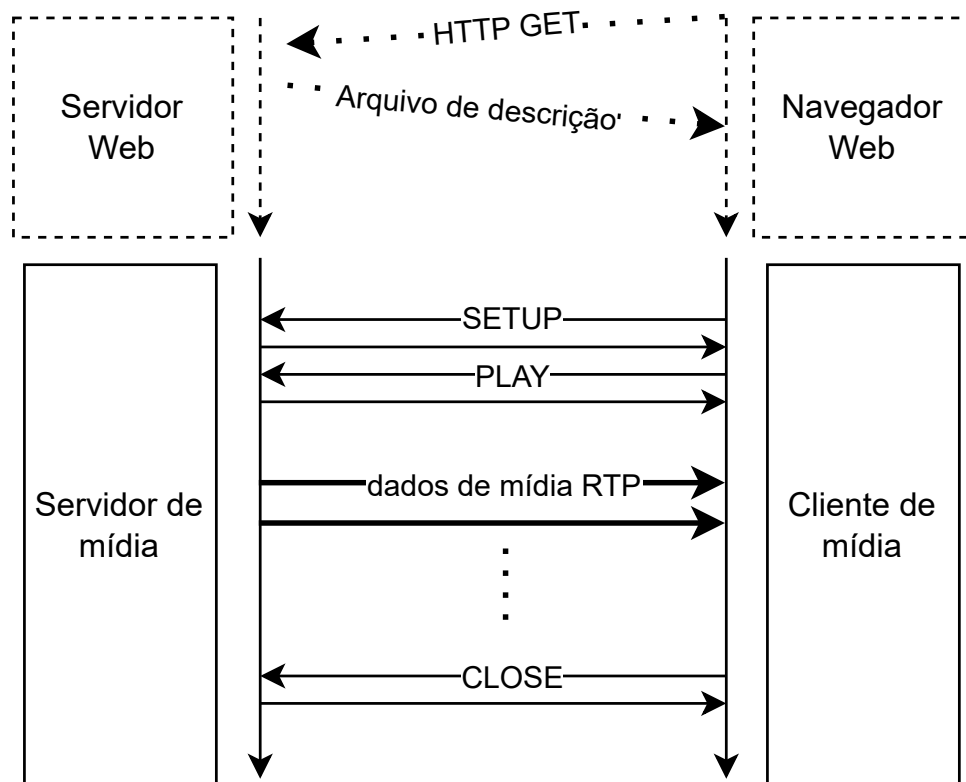 HTTP GET
Arquivo de descrição
Servidor
Web
Navegador
Web
SETUP
PLAY
dados de mídia RTP
Servidor de
mídia
Cliente de
mídia
CLOSE